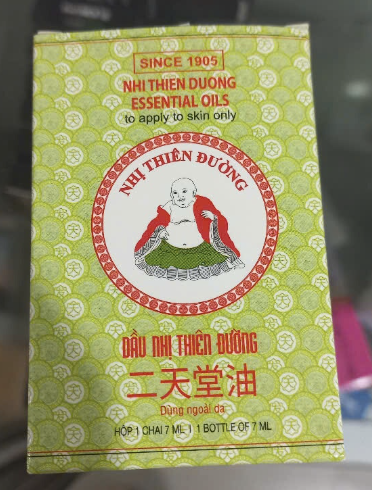 SINCE 1905
NHI THIEN DUONG
ESSENTIAL OILS
to apply to skin only
NHỊ THIÊN ĐƯỜNG
DẦU NHỊ THIÊN ĐƯỜNG
二天堂油
Dùng ngoài da
HỘP 1 CHAI 7 ML | 1 BOTTLE OF 7 ML